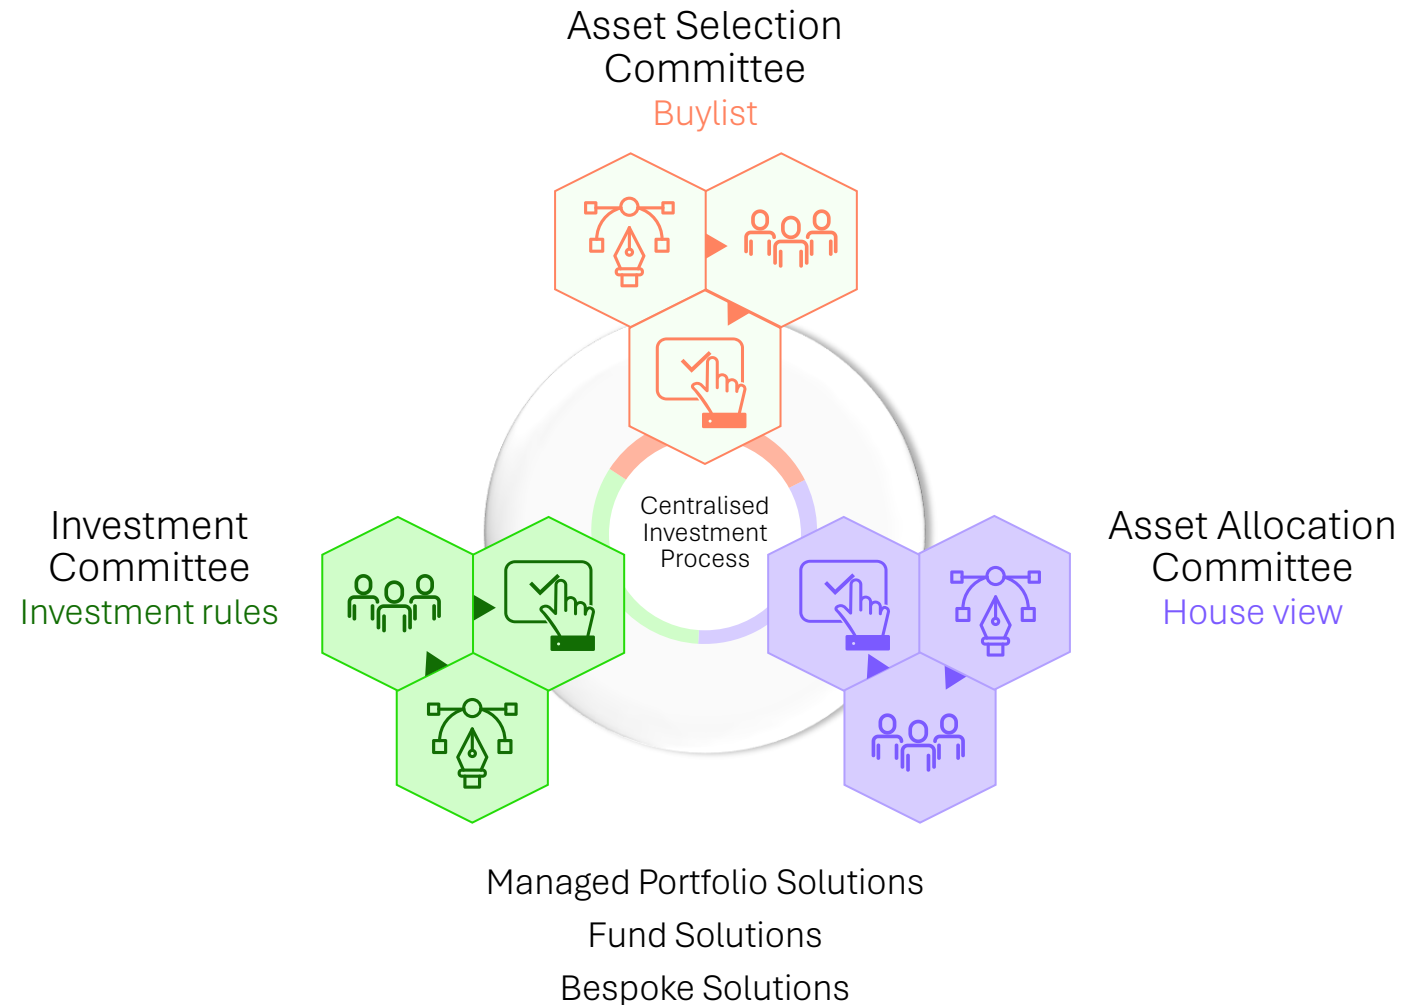 Asset Selection
Committee
Buylist
Centralised
Investment
Process
Investment
Committee
Investment rules
Asset Allocation
Committee
House view
Managed Portfolio Solutions
Fund Solutions
Bespoke Solutions